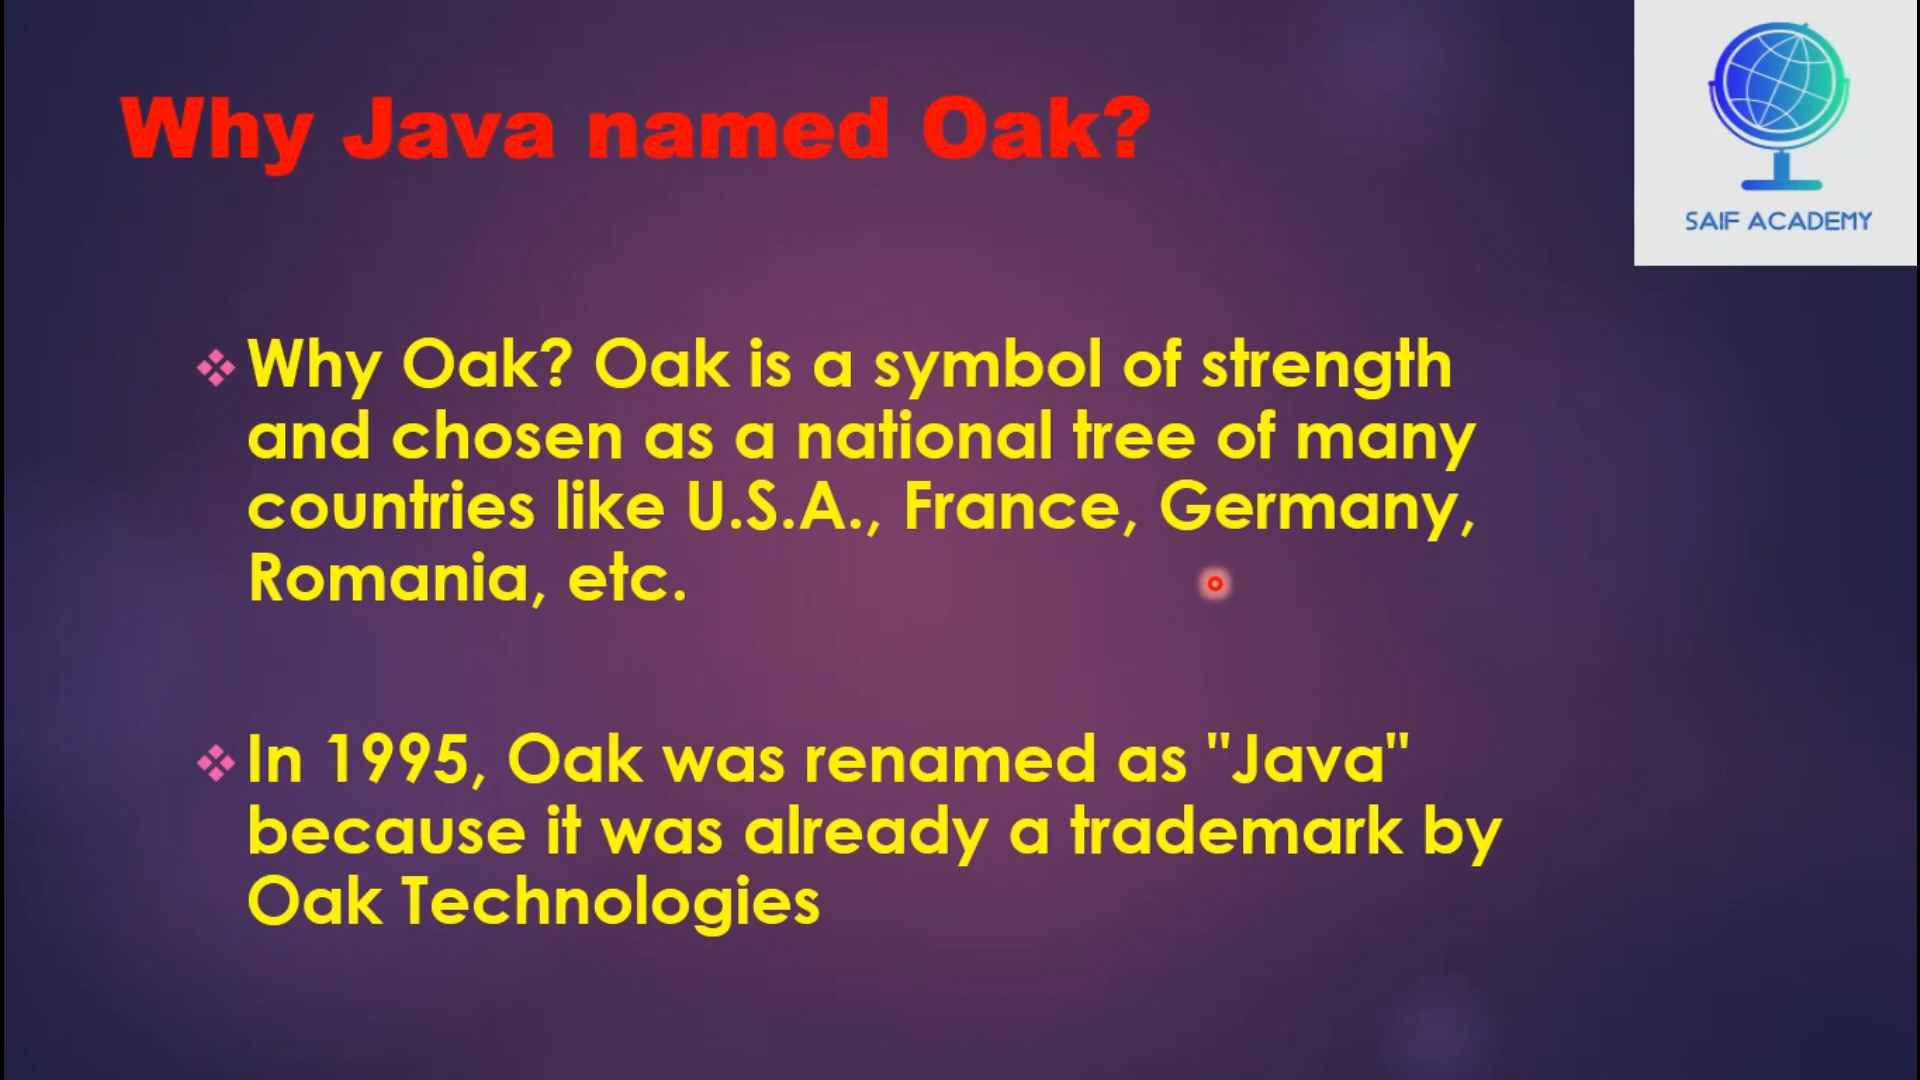 Why Java named Oak?
SAIF ACADEMY
Why Oak? Oak is a symbol of strength
and chosen as a national tree of many
countries like U.S.A., France, Germany,
Romania, etc.
In 1995, Oak was renamed as "Java"
because it was already a trademark by
Oak Technologies